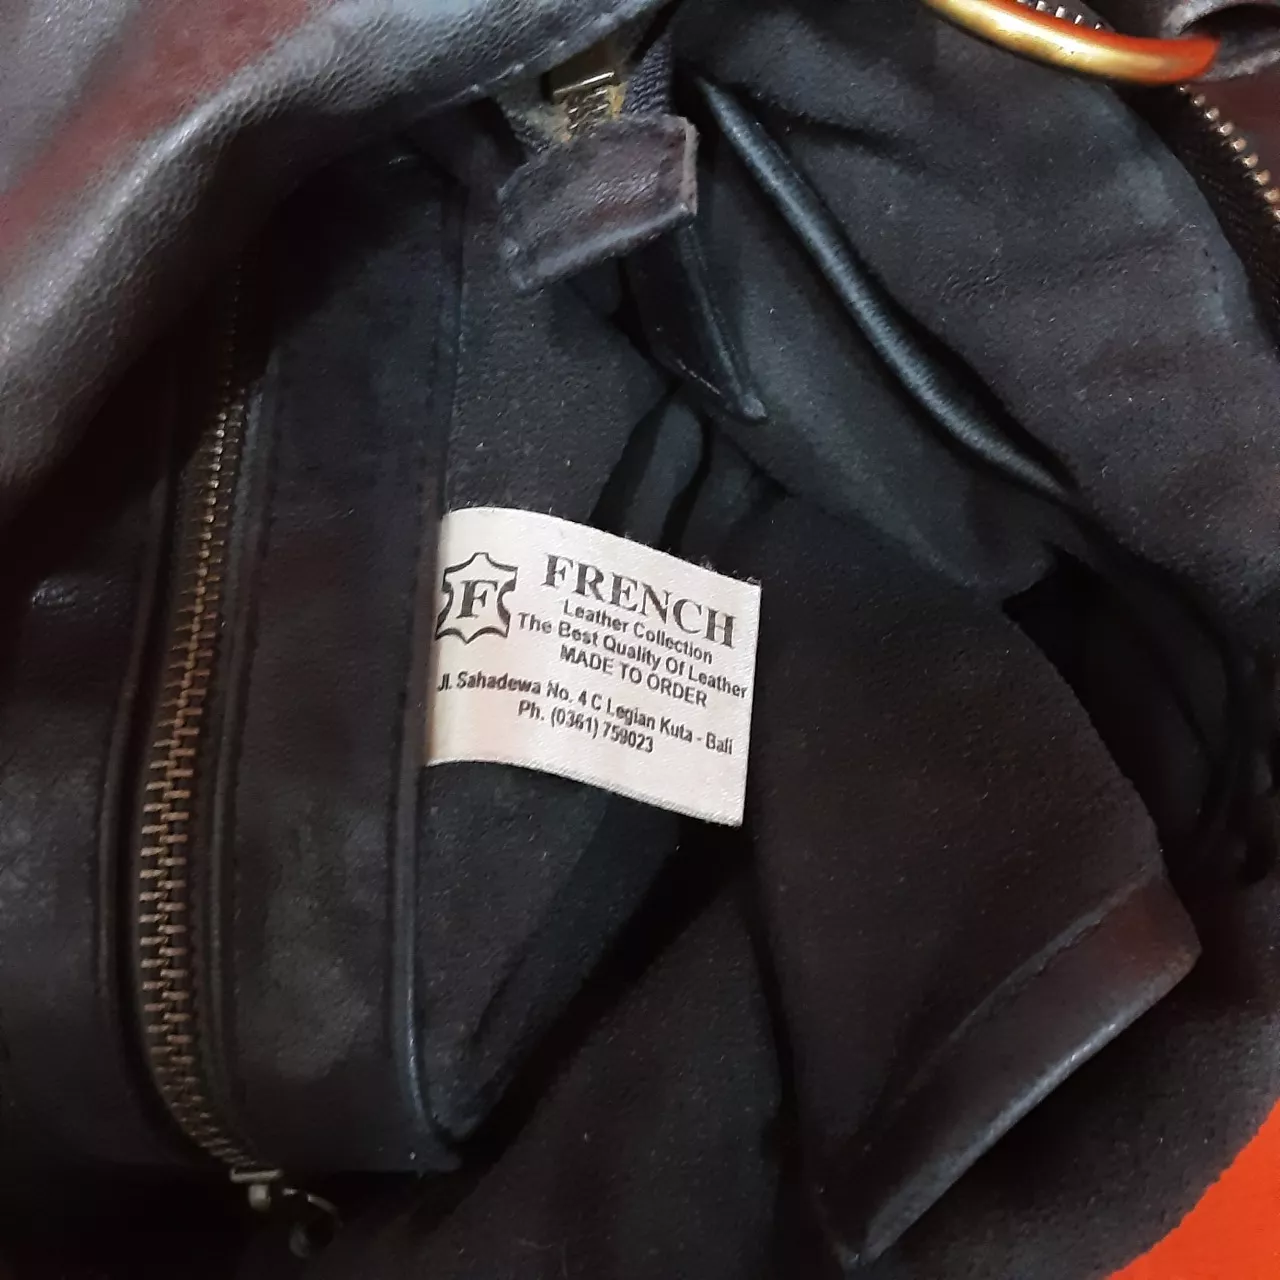 F
FRENCH
Leather Collection
The Best Quality Of Leather
MADE TO ORDER
Jl. Sahadewa No. 4 C Legian Kuta - Bali
Ph. (0361) 759023